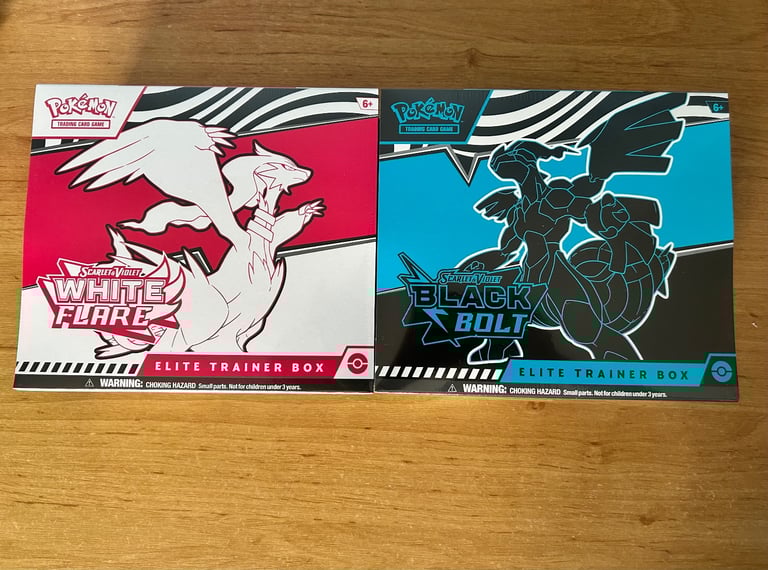 POKÉMON
TRADING CARD GAME
6+
SCARLET & VIOLET
WHITE
FLARE
ELITE TRAINER BOX
WARNING: CHOKING HAZARD Small parts. Not for children under 3 years.
POKÉMON
TRADING CARD GAME
6+
SCARLET & VIOLET
BLACK
BOLT
ELITE TRAINER BOX
WARNING: CHOKING HAZARD Small parts. Not for children under 3 years.